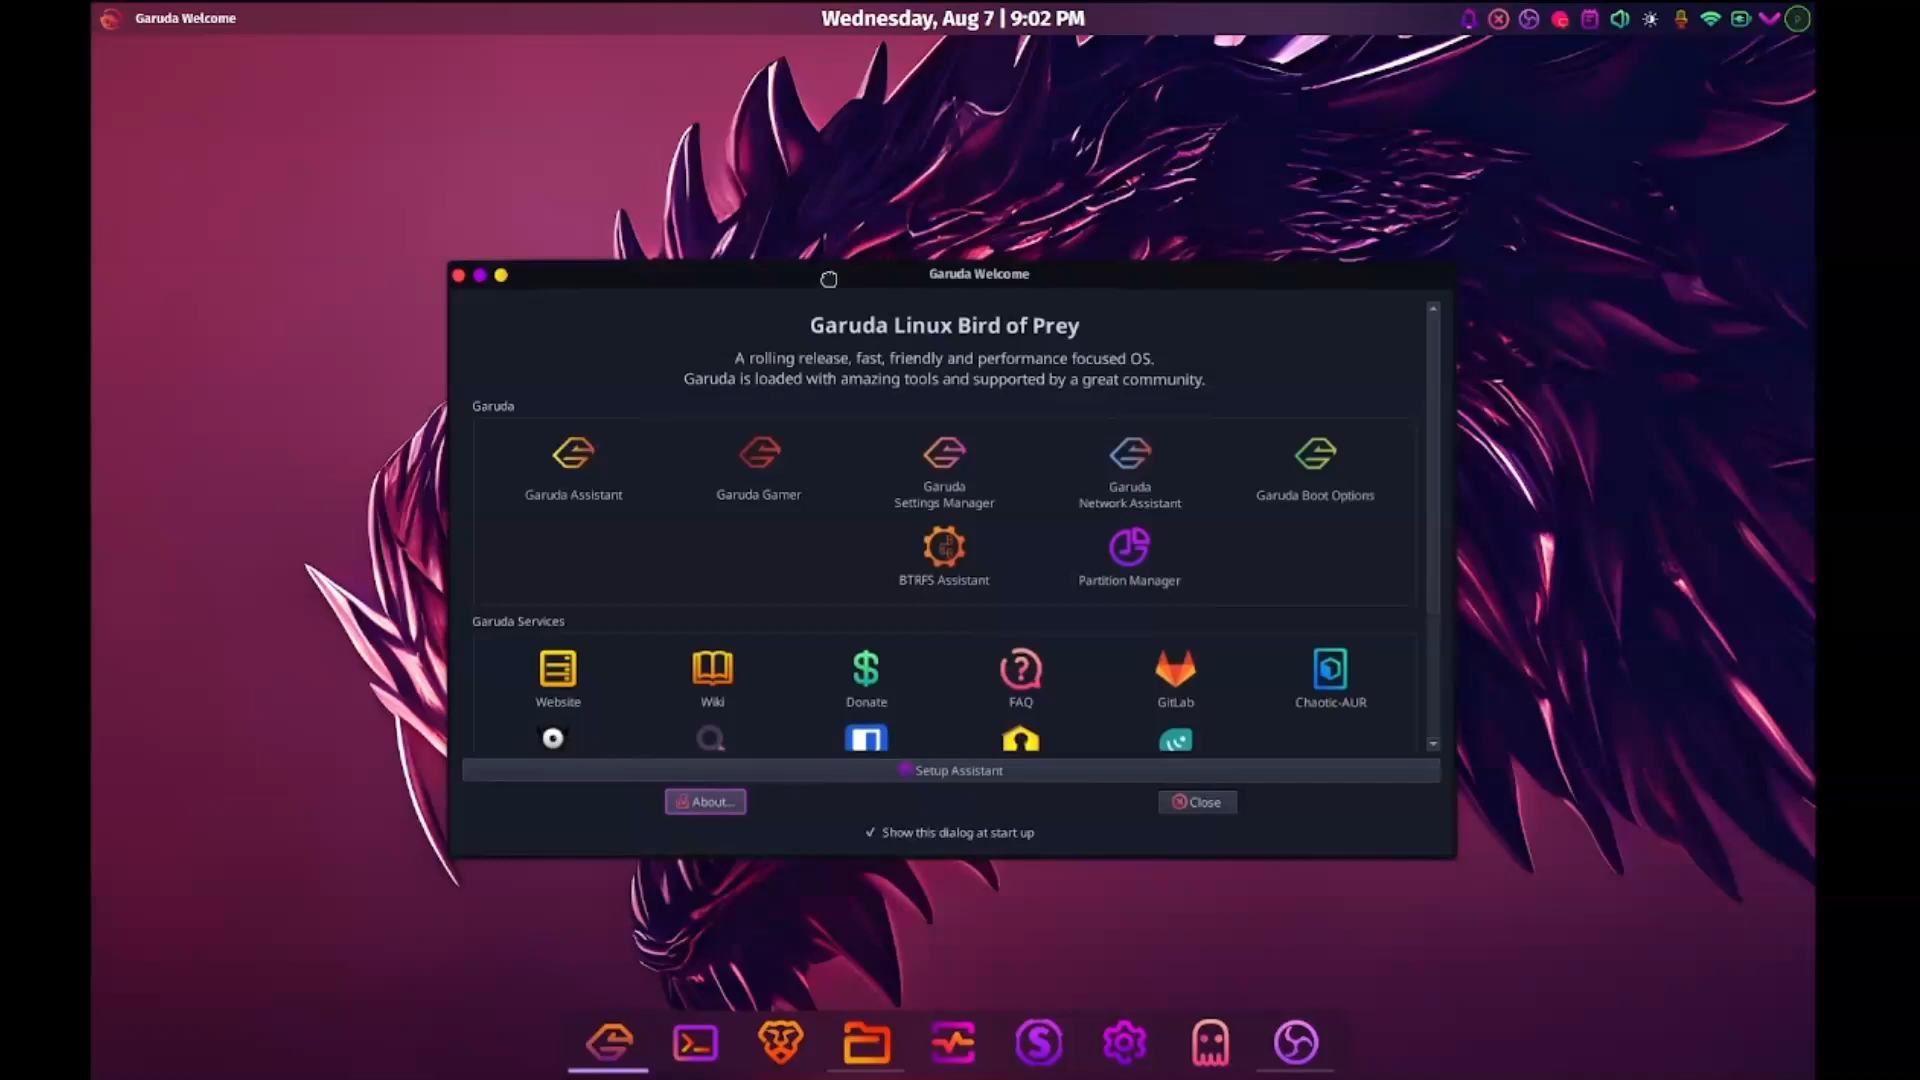 Garuda Welcome
Wednesday, Aug 7 | 9:02 PM
Garuda Welcome
Garuda Linux Bird of Prey
A rolling release, fast, friendly and performance focused OS.
Garuda is loaded with amazing tools and supported by a great community.
Garuda
Garuda Assistant
Garuda Gamer
Garuda
Settings Manager
Garuda
Network Assistant
Garuda Boot Options
BTRFS Assistant
Partition Manager
Garuda Services
Website
Wiki
Donate
FAQ
GitLab
Chaotic-AUR
Setup Assistant
About...
Close
Show this dialog at start up